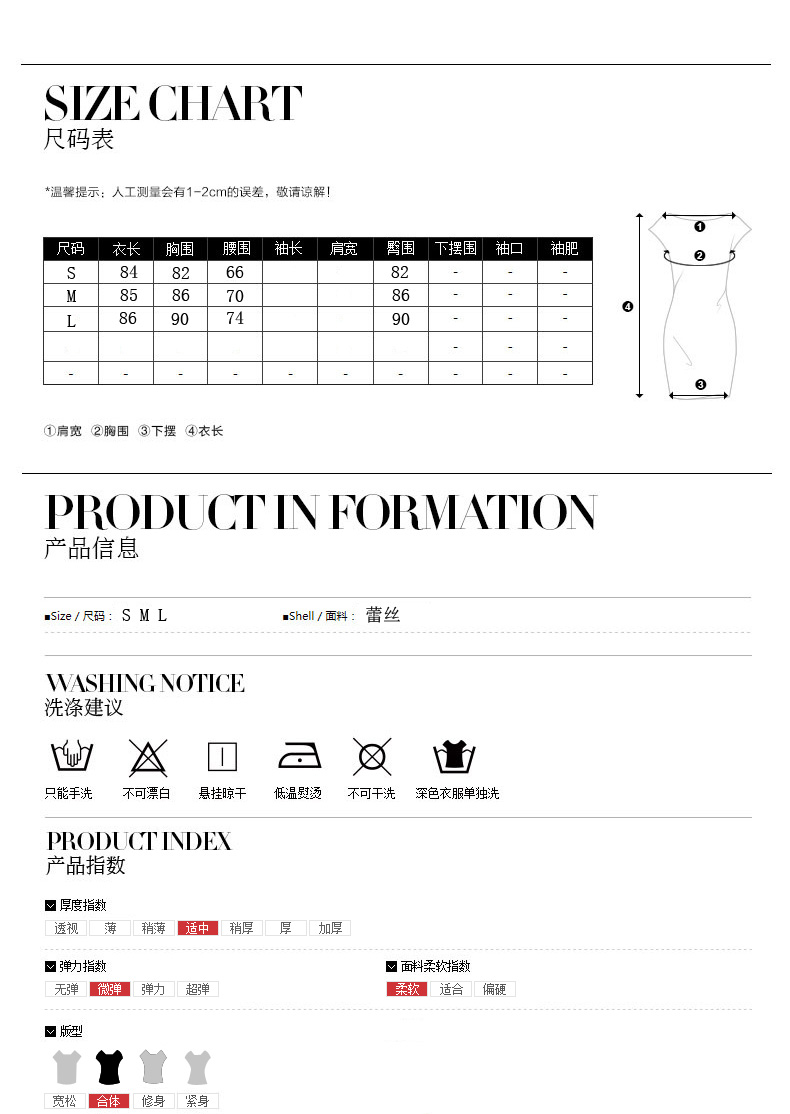 SIZE CHART
尺码表
*温馨提示：人工测量会有1-2cm的误差，敬请谅解！
尺码 衣长 胸围 腰围 袖长 肩宽 臀围 下摆围 袖口 袖肥
S 84 82 66 82 - - -
M 85 86 70 86 - - -
L 86 90 74 90 - - -
- - -
- - - - - - - - - -
①
②
③
④
①肩宽 ②胸围 ③下摆 ④衣长
PRODUCT IN FORMATION
产品信息
■Size / 尺码： S M L ■Shell / 面料： 蕾丝
WASHING NOTICE
洗涤建议
只能手洗 不可漂白 悬挂晾干 低温熨烫 不可干洗 深色衣服单独洗
PRODUCT INDEX
产品指数
厚度指数
透视 薄 稍薄 适中 稍厚 厚 加厚
弹力指数 面料柔软指数
无弹 微弹 弹力 超弹 柔软 适合 偏硬
版型
宽松 合体 修身 紧身